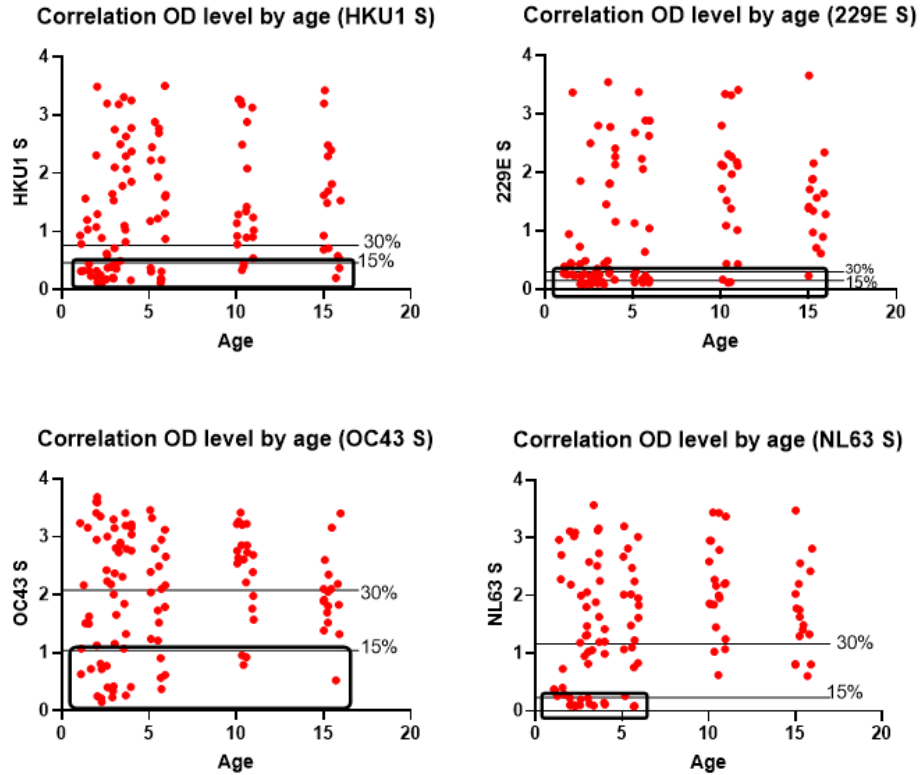 Correlation OD level by age (HKU1 S)
4
3
2
1
0
HKU1 S
30%
15%
0 5 10 15 20
Age
Correlation OD level by age (229E S)
4
3
2
1
0
229E S
30%
15%
0 5 10 15 20
Age
Correlation OD level by age (OC43 S)
4
3
2
1
0
OC43 S
30%
15%
0 5 10 15 20
Age
Correlation OD level by age (NL63 S)
4
3
2
1
0
NL63 S
30%
15%
0 5 10 15 20
Age